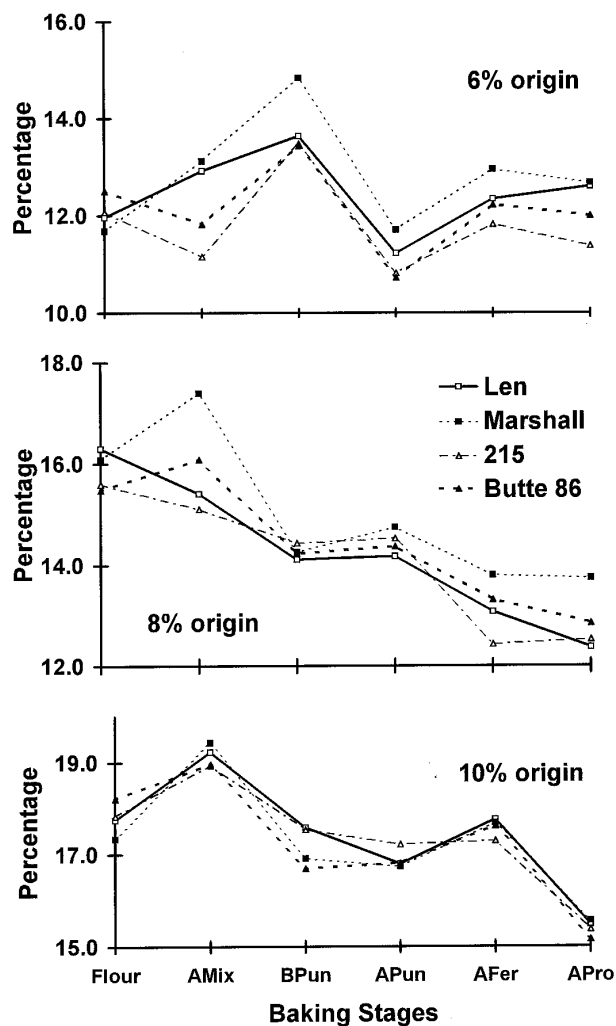 16.0
6% origin
14.0
Percentage
12.0
10.0
18.0
Len
Marshall
16.0
215
Butte 86
Percentage
14.0
8% origin
12.0
19.0
10% origin
Percentage
17.0
15.0
Flour AMix BPun APun AFer APro
Baking Stages